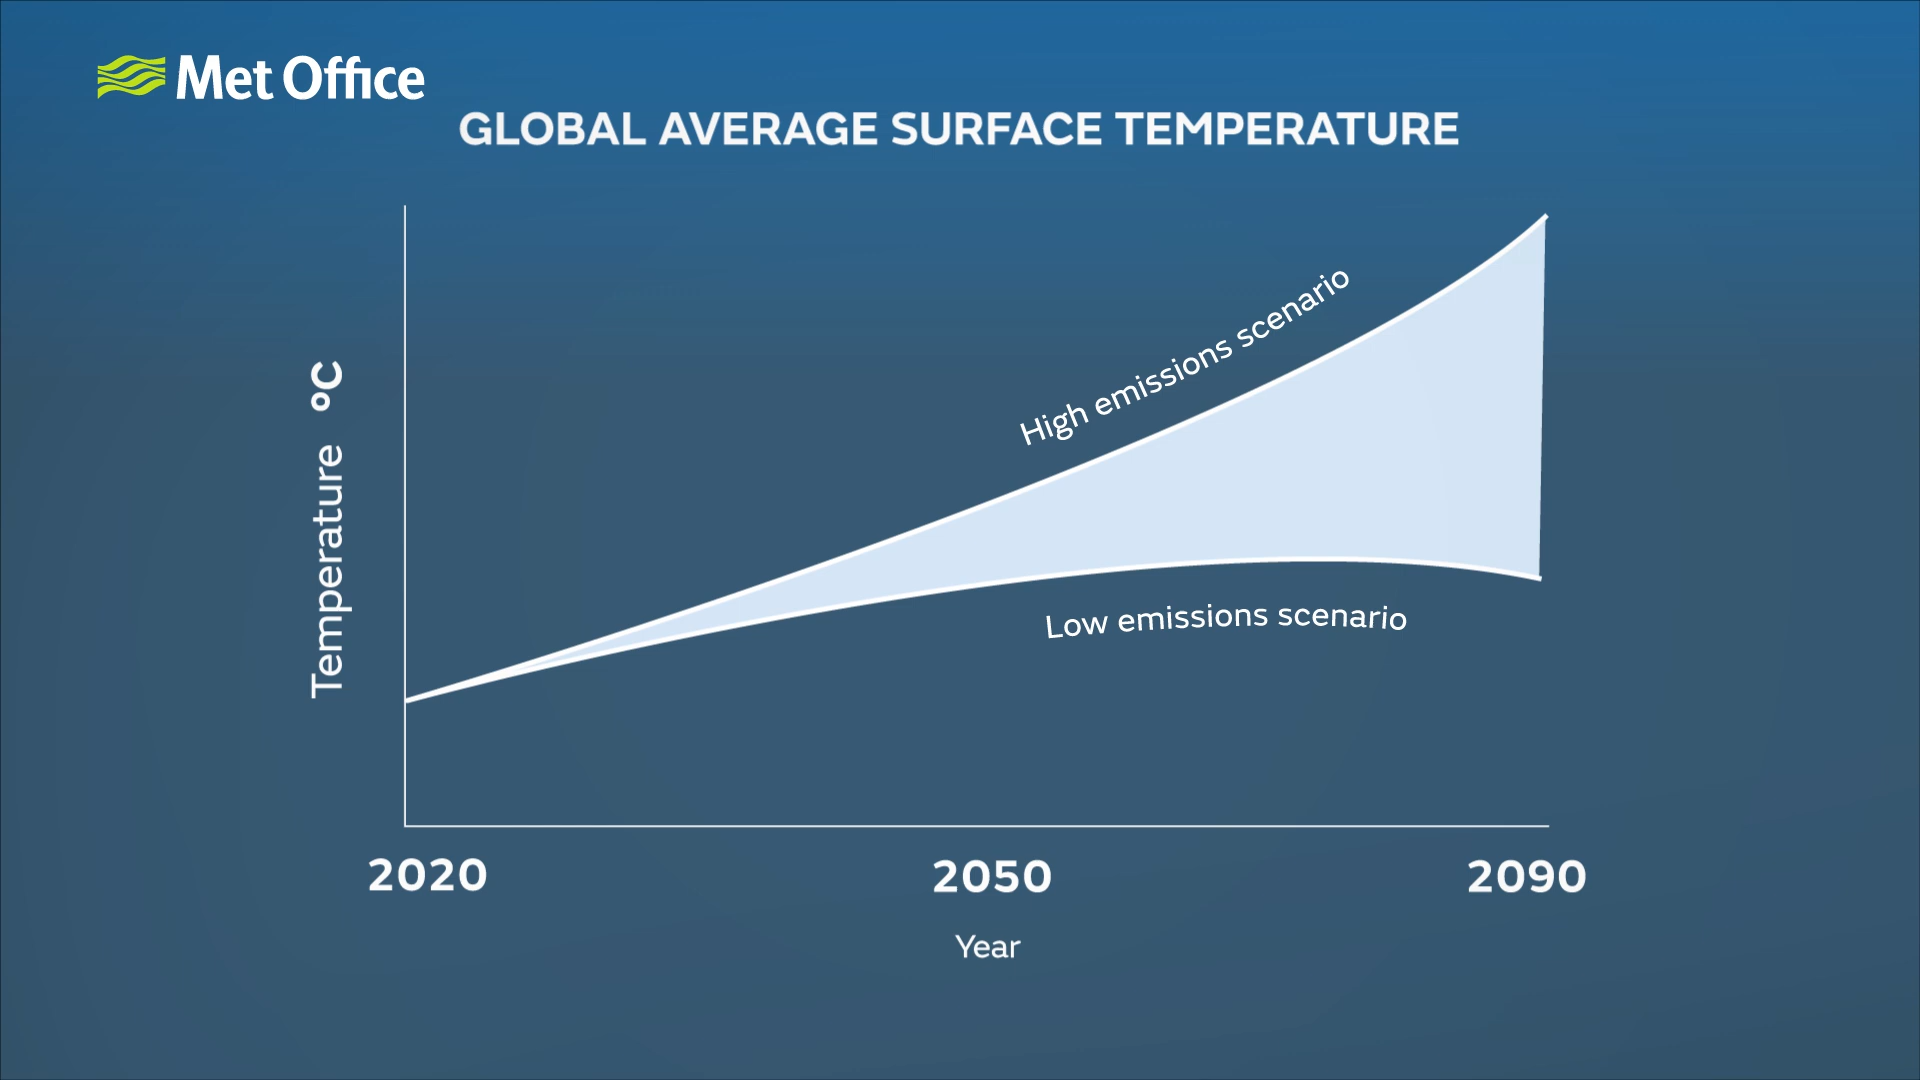 Met Office
GLOBAL AVERAGE SURFACE TEMPERATURE
Temperature °C
High emissions scenario
Low emissions scenario
2020 2050 2090
Year